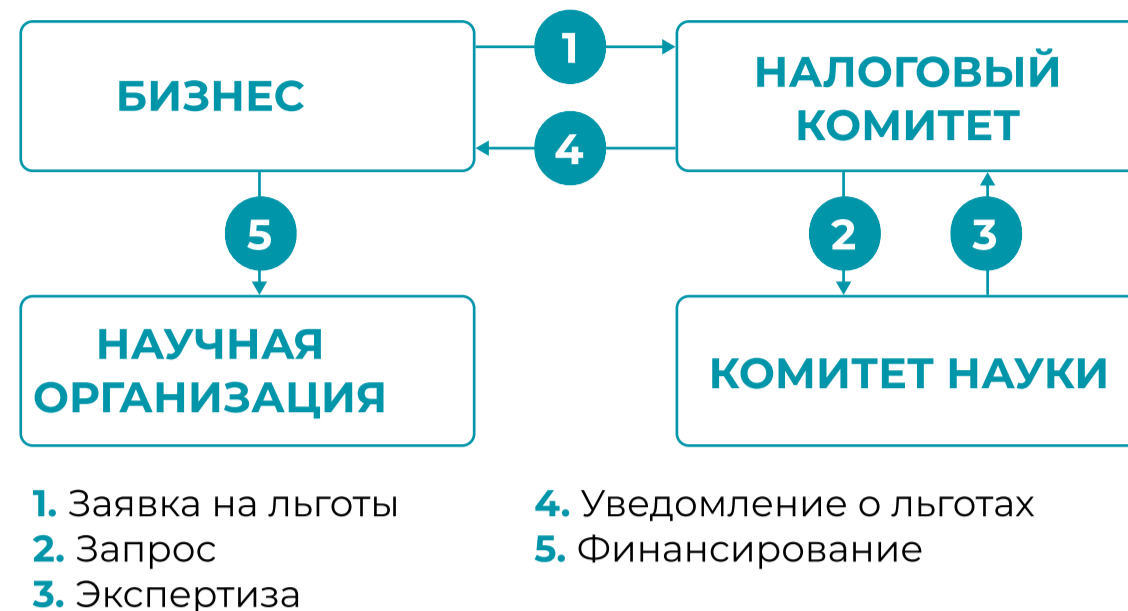 БИЗНЕС
1
НАЛОГОВЫЙ
КОМИТЕТ
4
5
2
3
НАУЧНАЯ
ОРГАНИЗАЦИЯ
КОМИТЕТ НАУКИ
1. Заявка на льготы
2. Запрос
3. Экспертиза
4. Уведомление о льготах
5. Финансирование